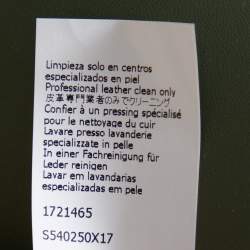 Limpieza solo en centros
especializados en piel
Professional leather clean only
皮革専門業者のみでクリーニング
Confier à un pressing spécialisé
pour le nettoyage du cuir
Lavare presso lavanderie
specializzate in pelle
In einer Fachreinigung für
Leder reinigen
Lavar em lavandarias
especializadas em pele
1721465
S540250X17